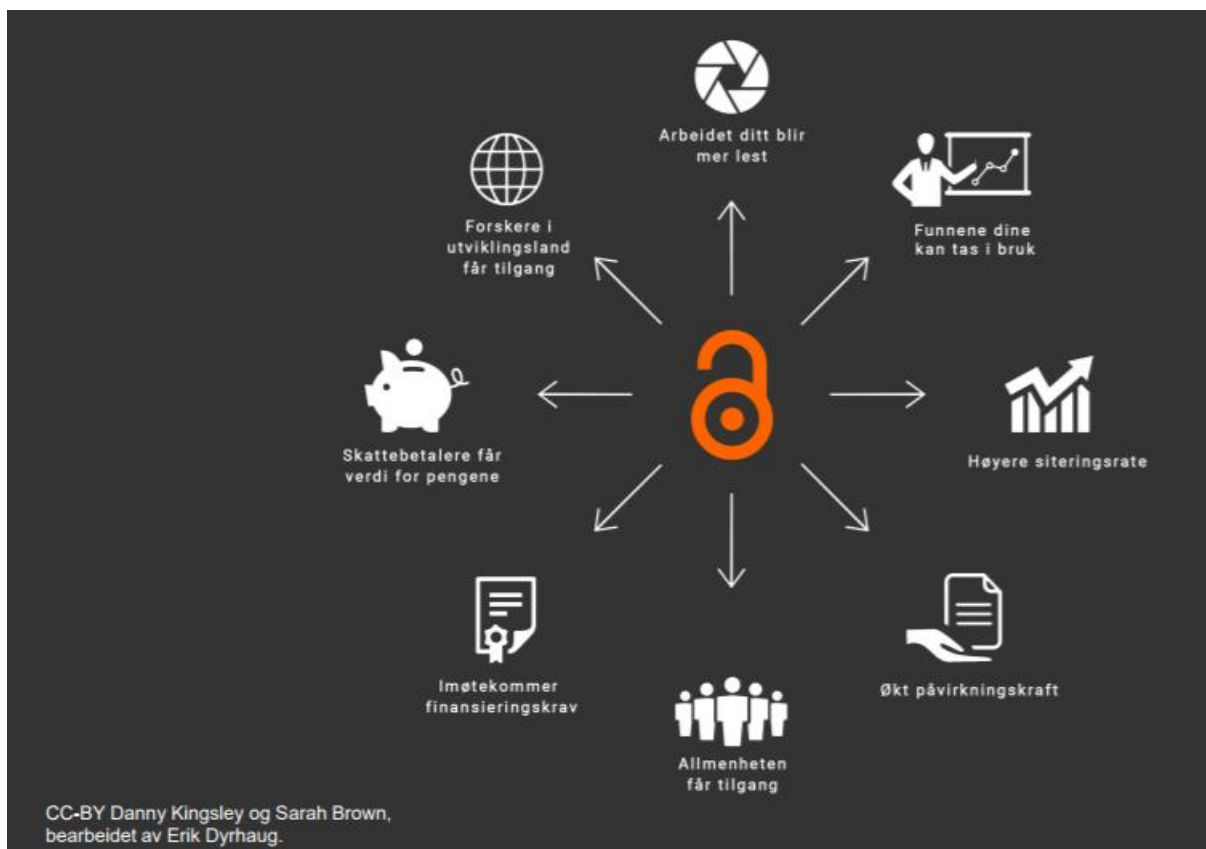 Arbeidet ditt blir
mer lest
Funnene dine
kan tas i bruk
Høyere siteringsrate
Økt påvirkningskraft
Allmenheten
får tilgang
Imøtekommer
finansieringskrav
Skattebetalere får
verdi for pengene
Forskere i
utviklingsland
får tilgang
CC-BY Danny Kingsley og Sarah Brown,
bearbeidet av Erik Dyrhaug.